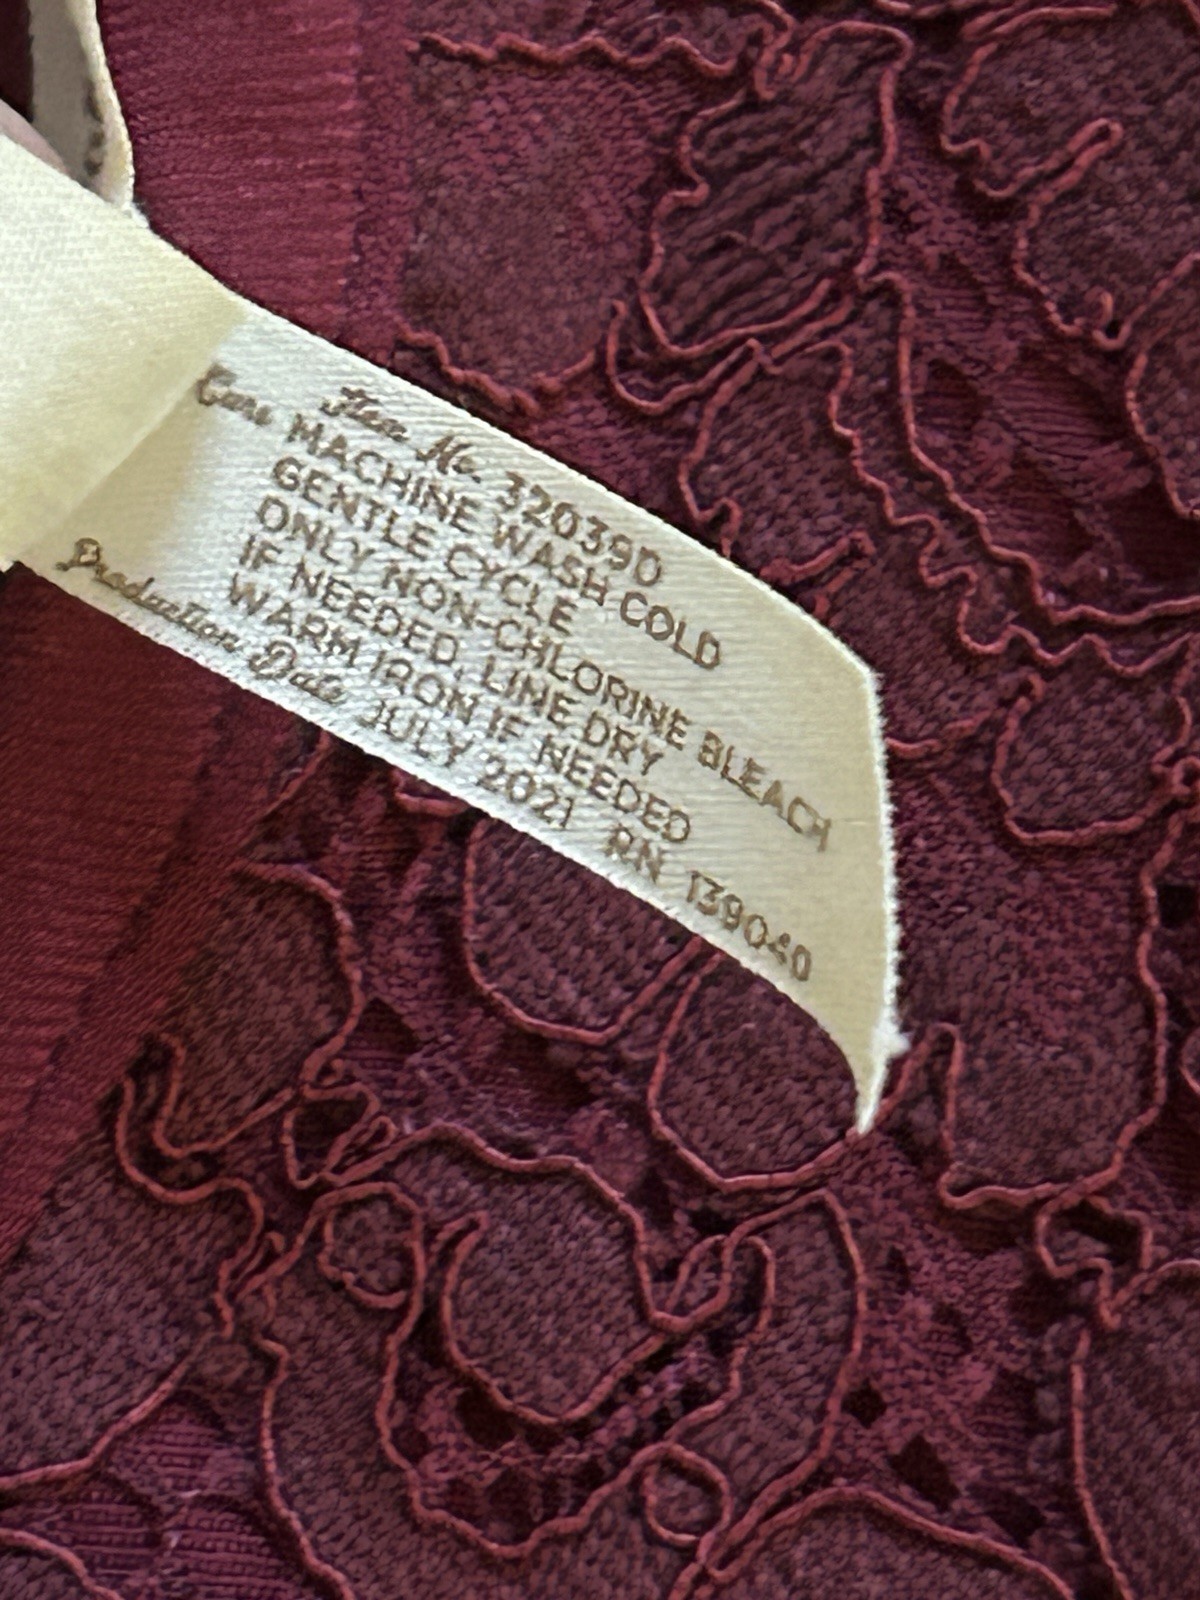 Item No. 32039D
Care MACHINE WASH COLD
GENTLE CYCLE
ONLY NON-CHLORINE BLEACH
IF NEEDED. LINE DRY
WARM IRON IF NEEDED
Production Date JULY 2021 RN 139040